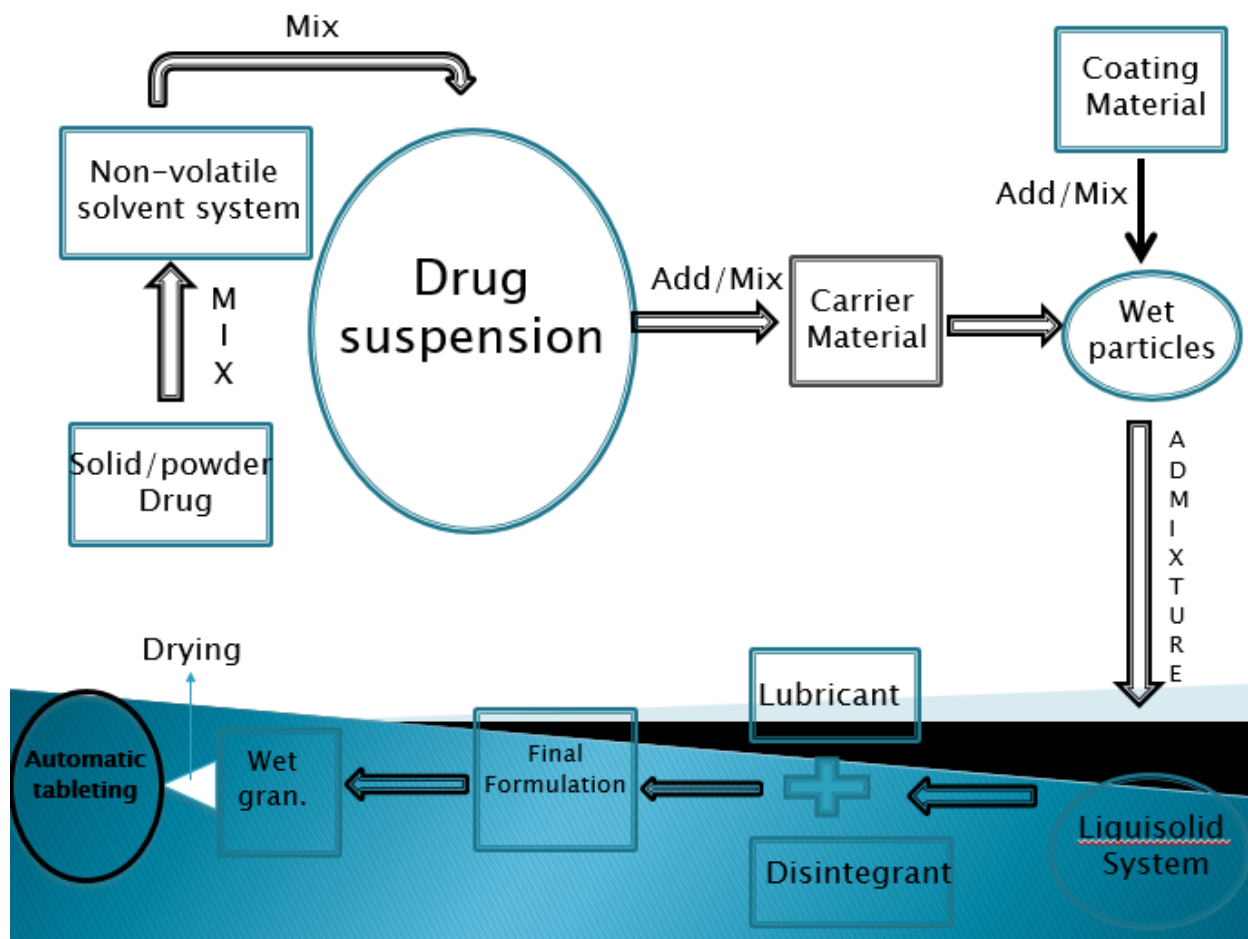 Mix
Non-volatile
solvent system
M
I
X
Solid/powder
Drug
Drug
suspension
Add/Mix
Carrier
Material
Coating
Material
Add/Mix
Wet
particles
A
D
M
I
X
T
U
R
E
Liquisolid
System
Lubricant
Disintegrant
Final
Formulation
Wet
gran.
Drying
Automatic
tableting